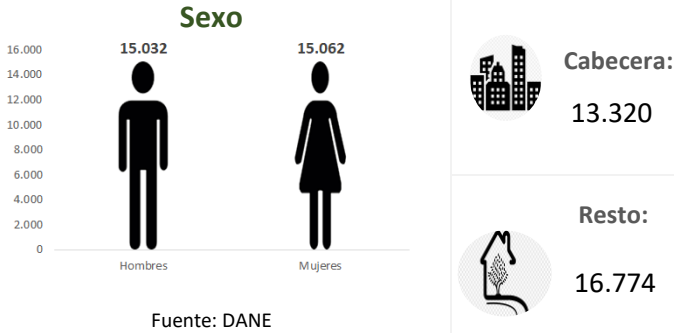 Sexo
16.000
14.000
12.000
10.000
8.000
6.000
4.000
2.000
0
15.032
15.062
Hombres
Mujeres
Fuente: DANE
Cabecera:
13.320
Resto:
16.774